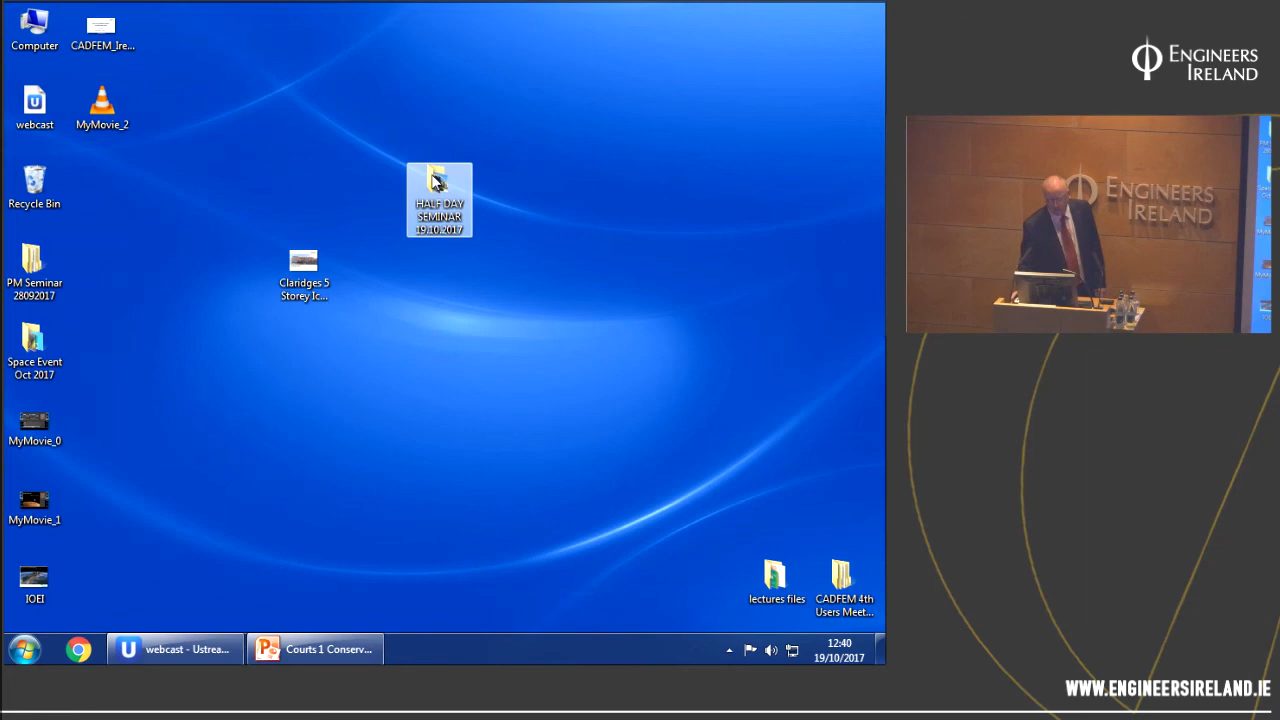 Computer
CADFEM_Ire...
webcast
MyMovie_2
Recycle Bin
HALF DAY
SEMINAR
19.10.2017
PM Seminar
28092017
Claridges 5
Storey Ic...
Space Event
Oct 2017
MyMovie_0
MyMovie_1
IOEI
lectures files
CADFEM 4th
Users Meet...
webcast - Ustrea...
Courts 1 Conserv...
12:40
19/10/2017
ENGINEERS
IRELAND
ENGINEERS
IRELAND
WWW.ENGINEERSIRELAND.IE